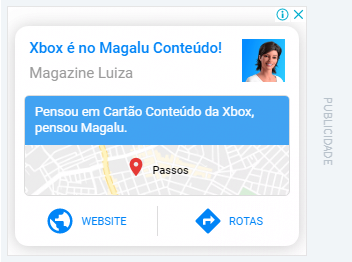 Xbox é no Magalu Conteúdo!
Magazine Luiza
Pensou em Cartão Conteúdo da Xbox,
pensou Magalu.
Passos
WEBSITE
ROTAS
PUBLICIDADE